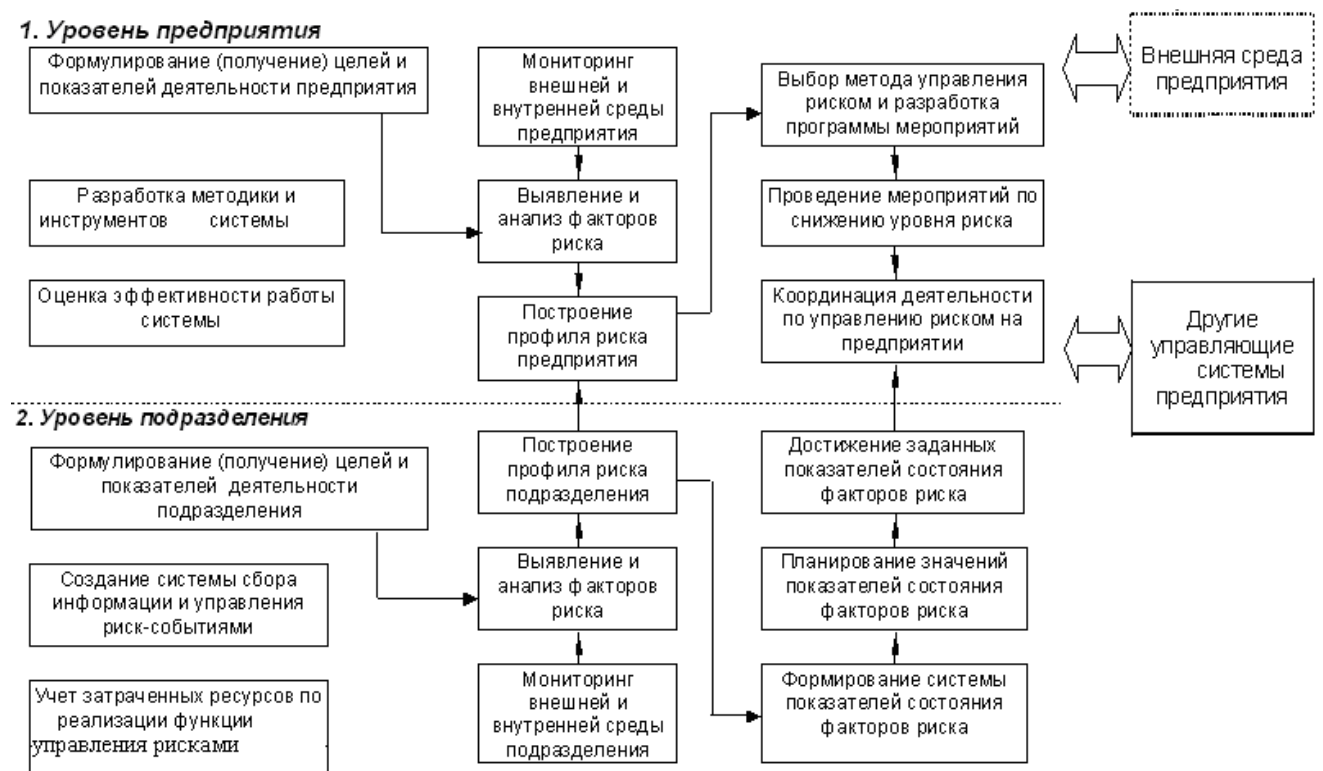 1. Уровень предприятия
Формулирование (получение) целей и
показателей деятельности предприятия
Разработка методики и
инструментов системы
Оценка эффективности работы
системы
Мониторинг
внешней и
внутренней среды
предприятия
Выявление и
анализ факторов
риска
Построение
профиля риска
предприятия
Выбор метода управления
риском и разработка
программы мероприятий
Проведение мероприятий по
снижению уровня риска
Координация деятельности
по управлению риском на
предприятии
Внешняя среда
предприятия
Другие
управляющие
системы
предприятия
2. Уровень подразделения
Формулирование (получение) целей и
показателей деятельности
подразделения
Создание системы сбора
информации и управления
риск-событиями
Учет затраченных ресурсов по
реализации функции
управления рисками
Построение
профиля риска
подразделения
Выявление и
анализ факторов
риска
Мониторинг
внешней и
внутренней среды
подразделения
Достижение заданных
показателей состояния
факторов риска
Планирование значений
показателей состояния
факторов риска
Формирование системы
показателей состояния
факторов риска